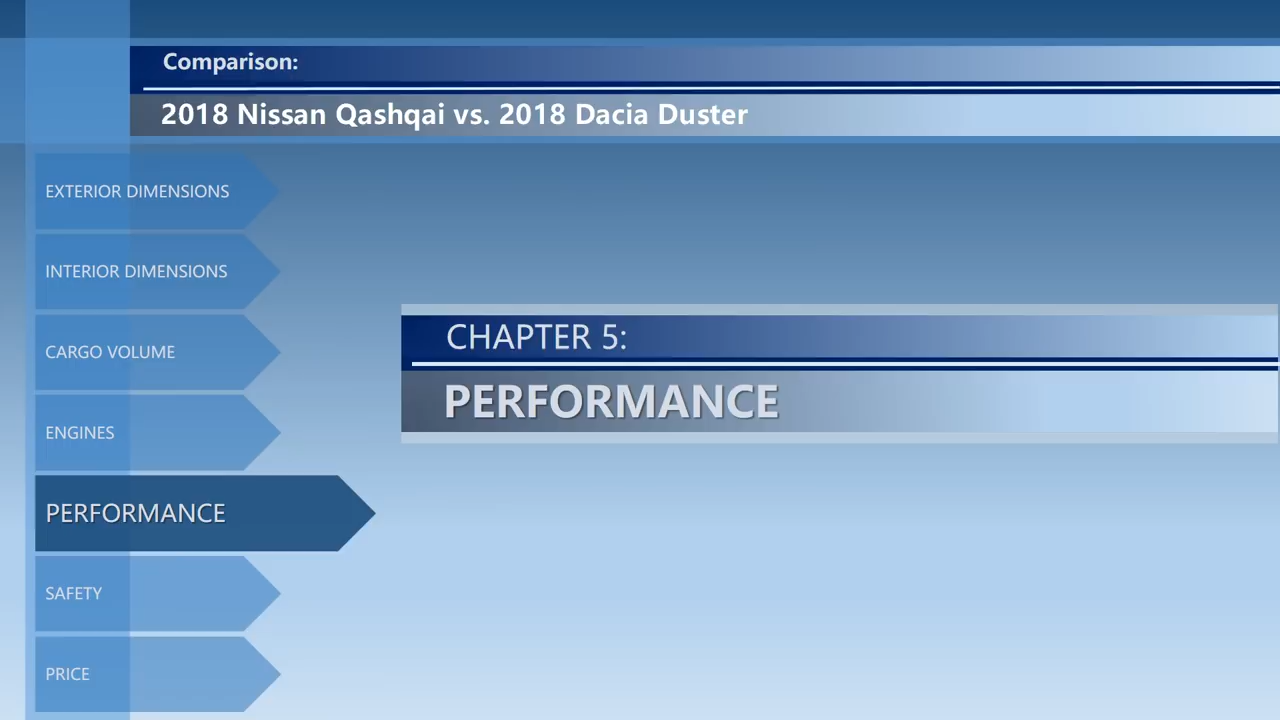 Comparison:
2018 Nissan Qashqai vs. 2018 Dacia Duster
EXTERIOR DIMENSIONS
INTERIOR DIMENSIONS
CARGO VOLUME
ENGINES
PERFORMANCE
SAFETY
PRICE
CHAPTER 5:
PERFORMANCE